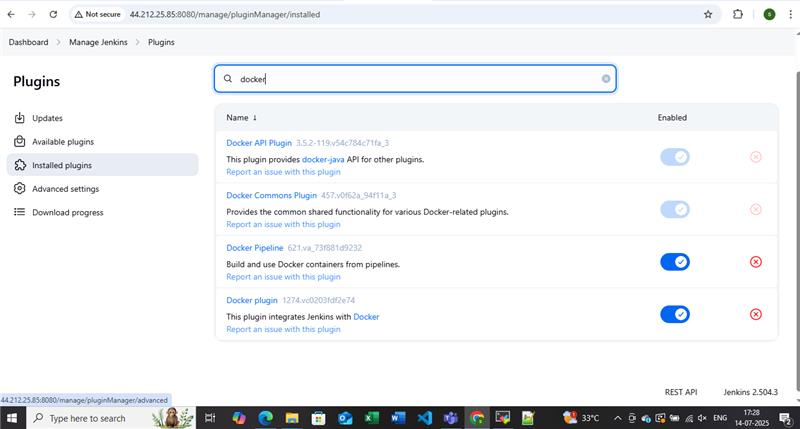 Not secure 44.212.25.85:8080/manage/pluginManager/installed
S
Dashboard > Manage Jenkins > Plugins
Plugins
docker
Updates
Available plugins
Installed plugins
Advanced settings
Download progress
Name ↓ Enabled
Docker API Plugin 3.5.2-119.v54c784c71fa_3
This plugin provides docker-java API for other plugins.
Report an issue with this plugin
Docker Commons Plugin 457.v0f62a_94f11a_3
Provides the common shared functionality for various Docker-related plugins.
Report an issue with this plugin
Docker Pipeline 621.va_73f881d9232
Build and use Docker containers from pipelines.
Report an issue with this plugin
Docker plugin 1274.vc0203fdf2e74
This plugin integrates Jenkins with Docker
Report an issue with this plugin
REST API Jenkins 2.504.3
44.212.25.85:8080/manage/pluginManager/advanced
Type here to search
33°C
ENG
17:28
14-07-2025
2